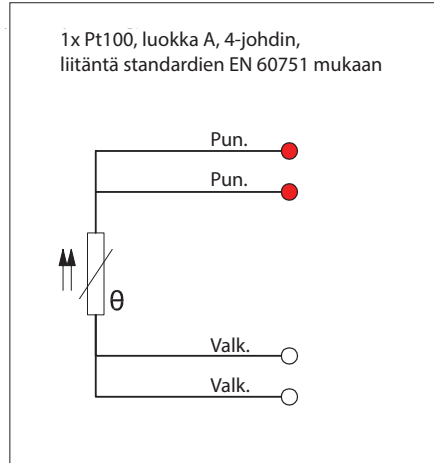 1x Pt100, luokka A, 4-johdin,
liitäntä standardien EN 60751 mukaan
Pun.
Pun.
θ
Valk.
Valk.